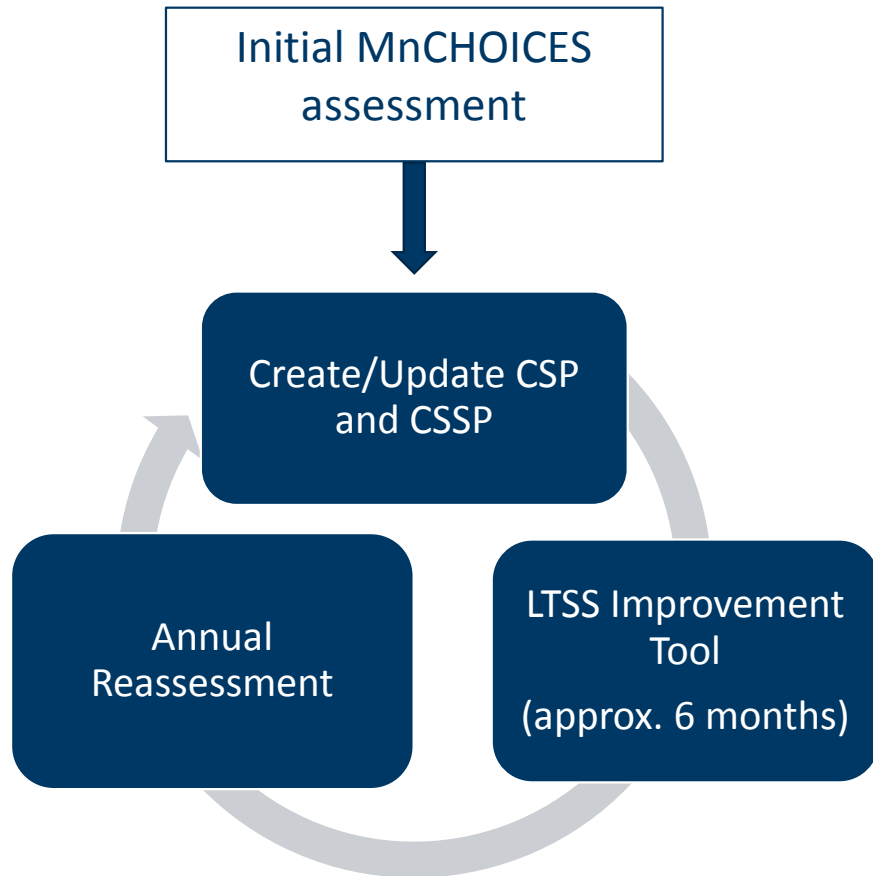 Initial MnCHOICES
assessment
Create/Update CSP
and CSSP
LTSS Improvement
Tool
(approx. 6 months)
Annual
Reassessment